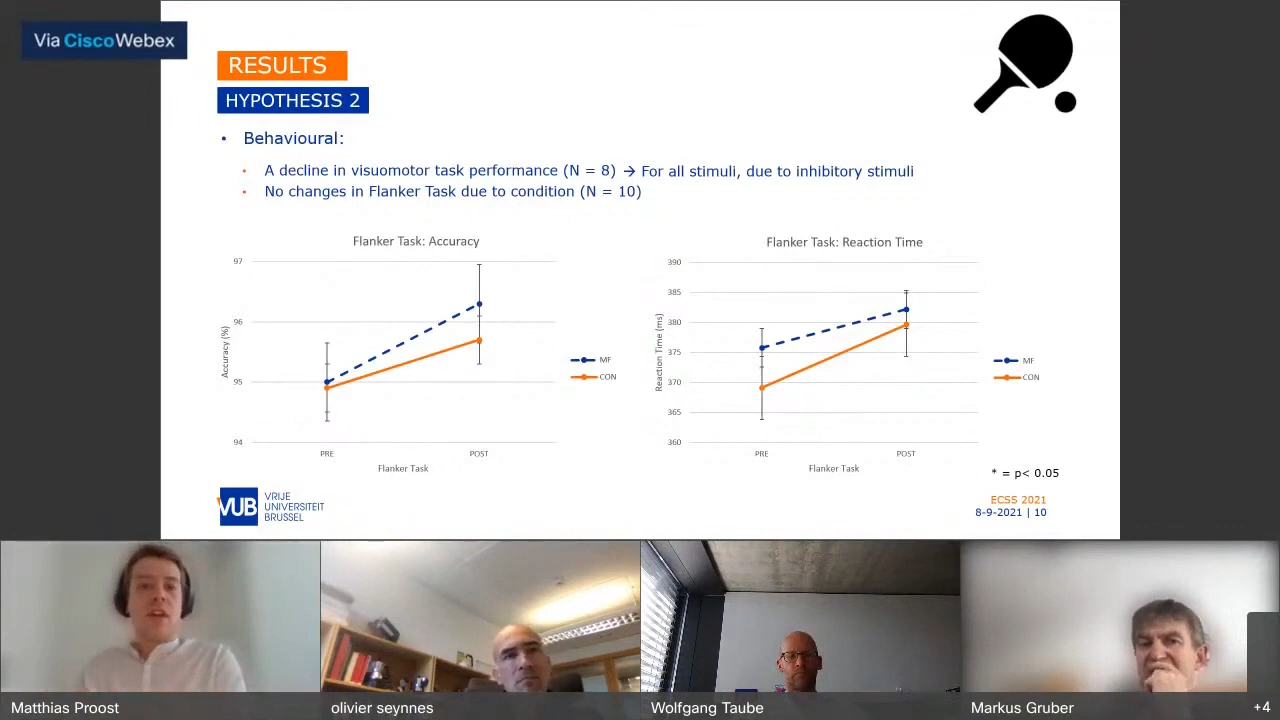 Via Cisco Webex
RESULTS
HYPOTHESIS 2
• Behavioural:
• A decline in visuomotor task performance (N = 8) → For all stimuli, due to inhibitory stimuli
• No changes in Flanker Task due to condition (N = 10)
Flanker Task: Accuracy
97
96
95
94
Accuracy (%)
PRE
POST
Flanker Task
MF
CON
Flanker Task: Reaction Time
390
385
380
375
370
365
360
Reaction Time (ms)
PRE
POST
Flanker Task
MF
CON
* = p< 0.05
VUB
VRIJE
UNIVERSITEIT
BRUSSEL
ECSS 2021
8-9-2021 | 10
Matthias Proost
olivier seynnes
Wolfgang Taube
Markus Gruber
+4